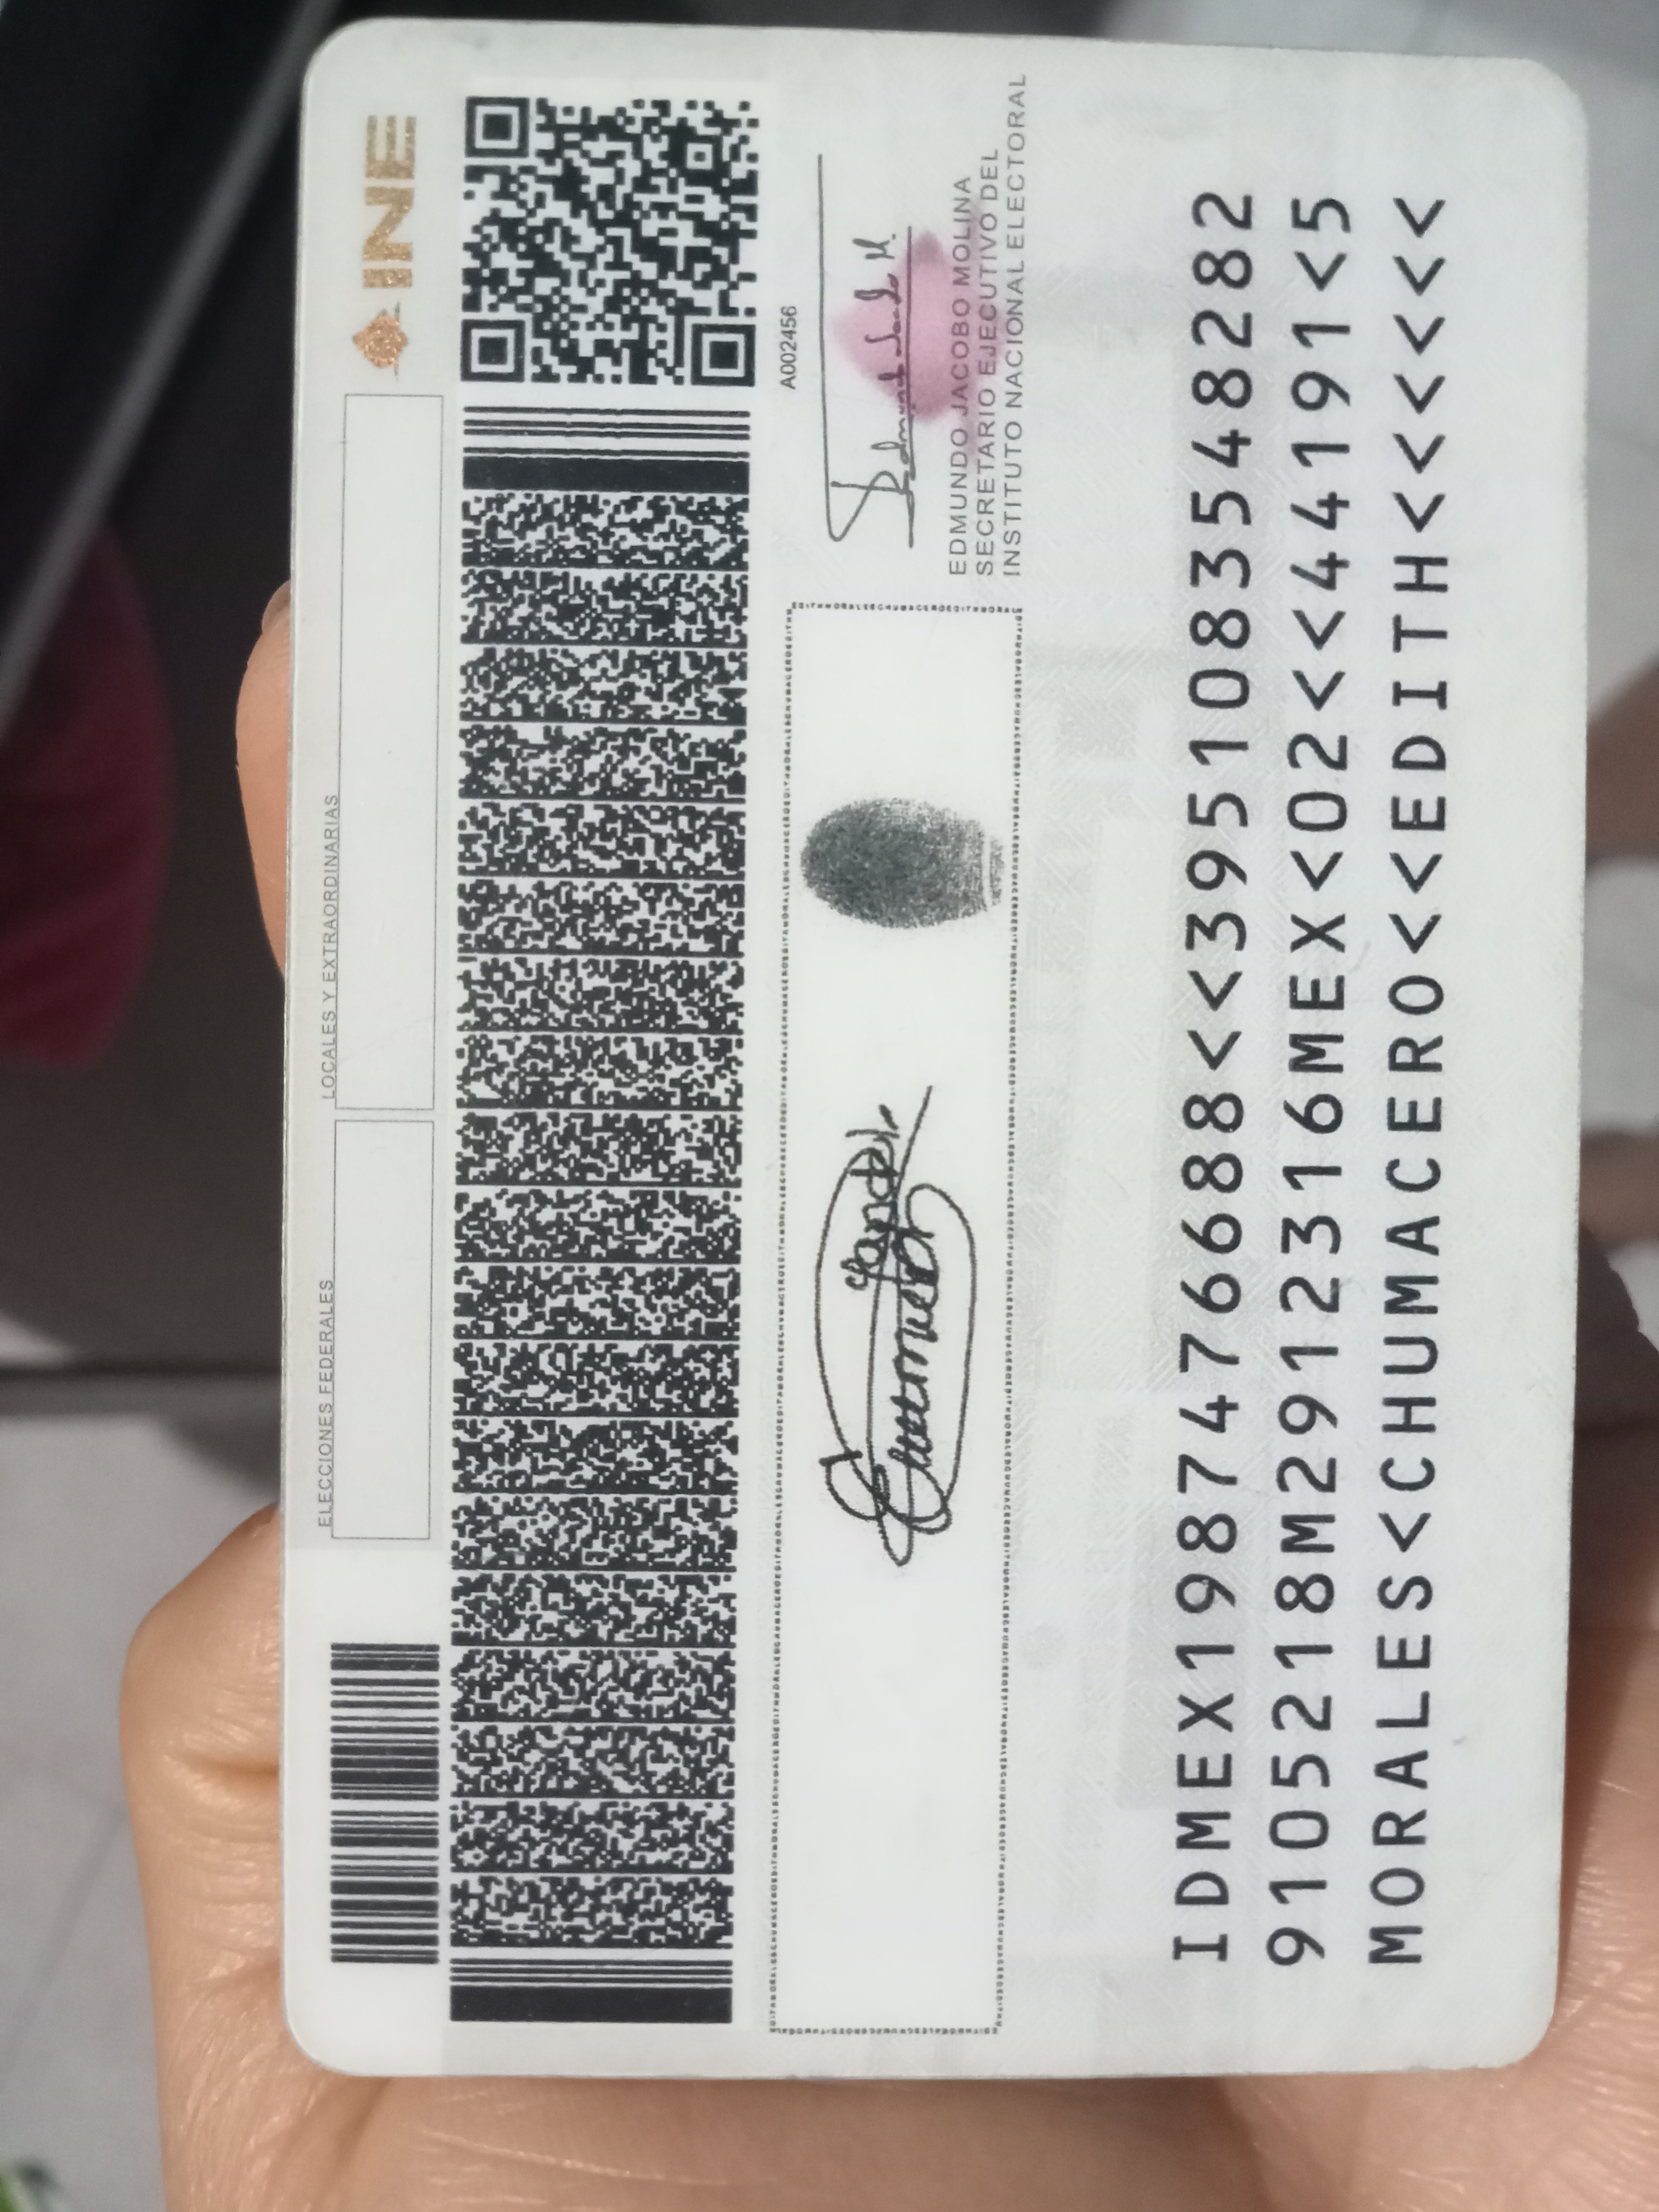 ELECCIONES FEDERALES
LOCALES Y EXTRAORDINARIAS
INE
A002456
EDMUNDO JACOBO MOLINA
SECRETARIO EJECUTIVO DEL
INSTITUTO NACIONAL ELECTORAL
IDMEX1987476688<<3951083548282
9105218M2912316MEX<02<<44191<5
MORALES<CHUMACERO<<EDITH<<<<<<